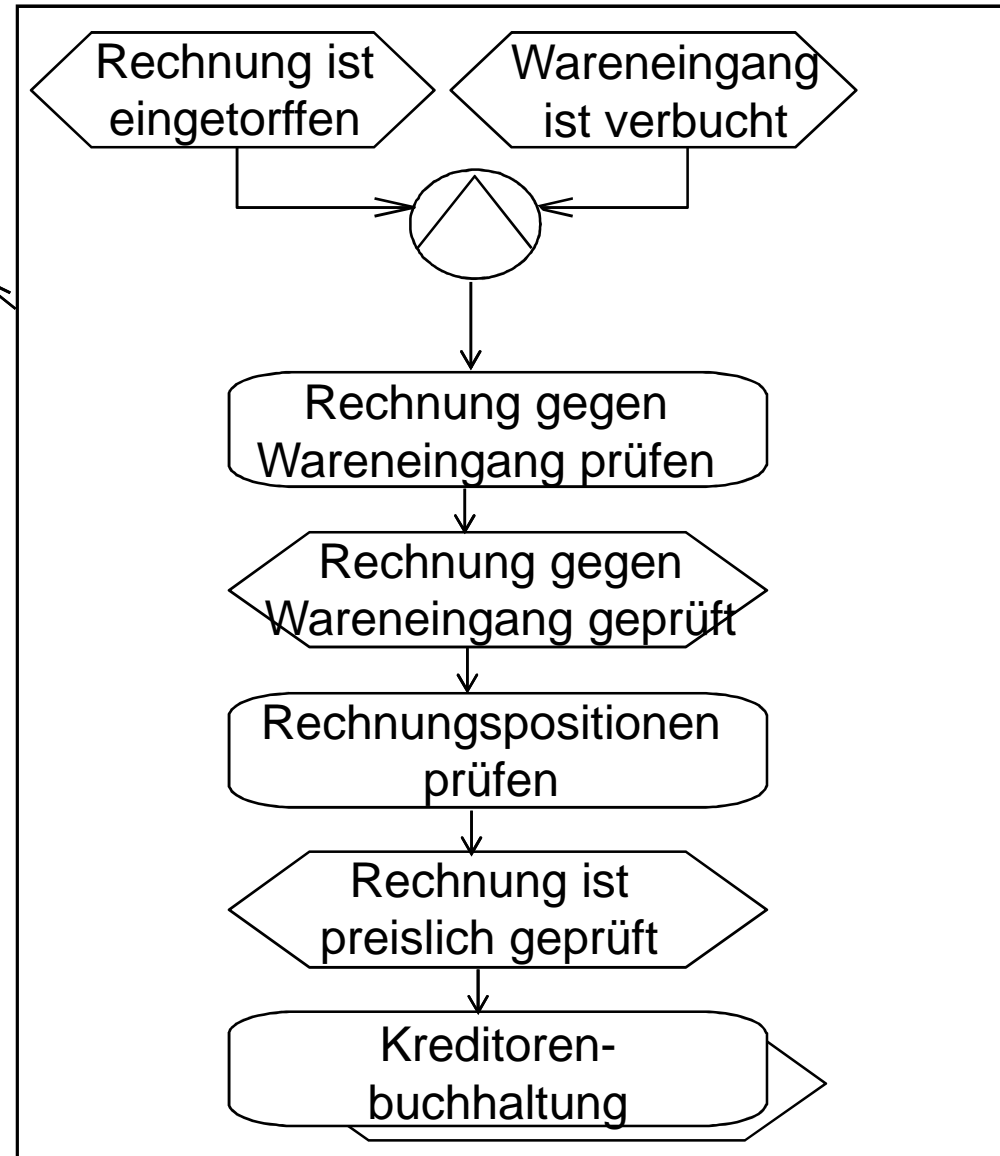 Rechnung ist
eingetorffen
Wareneingang
ist verbucht
Rechnung gegen
Wareneingang prüfen
Rechnung gegen
Wareneingang geprüft
Rechnungspositionen
prüfen
Rechnung ist
preislich geprüft
Kreditoren-
buchhaltung